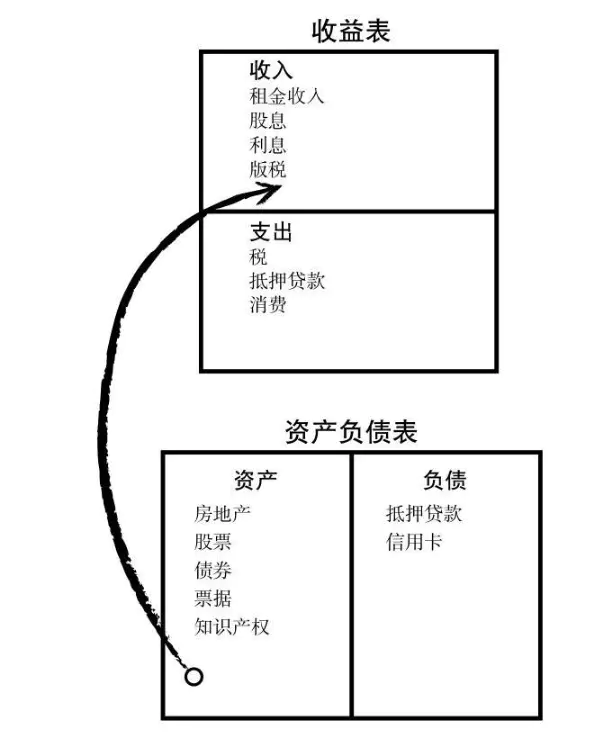 收益表
收入
租金收入
股息
利息
版税
支出
税
抵押贷款
消费
资产负债表
资产
房地产
股票
债券
票据
知识产权
负债
抵押贷款
信用卡